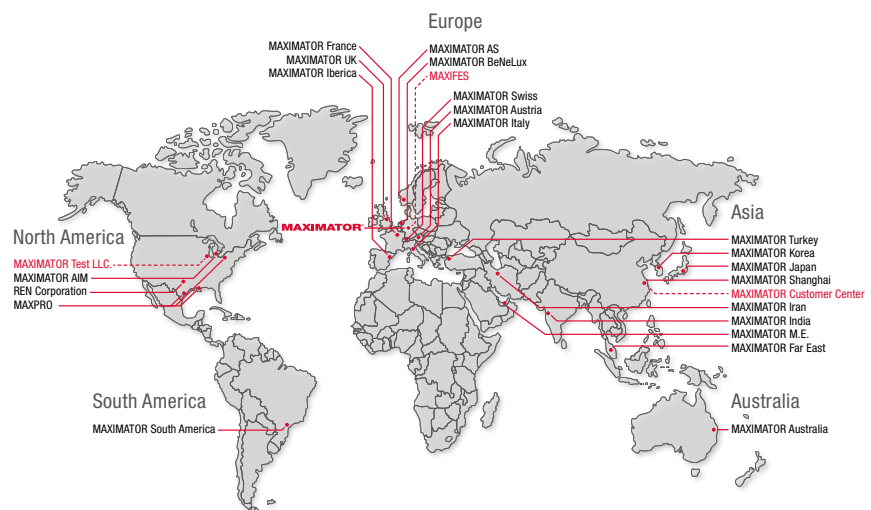 Europe
MAXIMATOR France
MAXIMATOR UK
MAXIMATOR Iberica
MAXIMATOR AS
MAXIMATOR BeNeLux
MAXIFES
MAXIMATOR Swiss
MAXIMATOR Austria
MAXIMATOR Italy
MAXIMATOR®
North America
MAXIMATOR Test LLC.
MAXIMATOR AIM
REN Corporation
MAXPRO
Asia
MAXIMATOR Turkey
MAXIMATOR Korea
MAXIMATOR Japan
MAXIMATOR Shanghai
MAXIMATOR Customer Center
MAXIMATOR Iran
MAXIMATOR India
MAXIMATOR M.E.
MAXIMATOR Far East
South America
MAXIMATOR South America
Australia
MAXIMATOR Australia